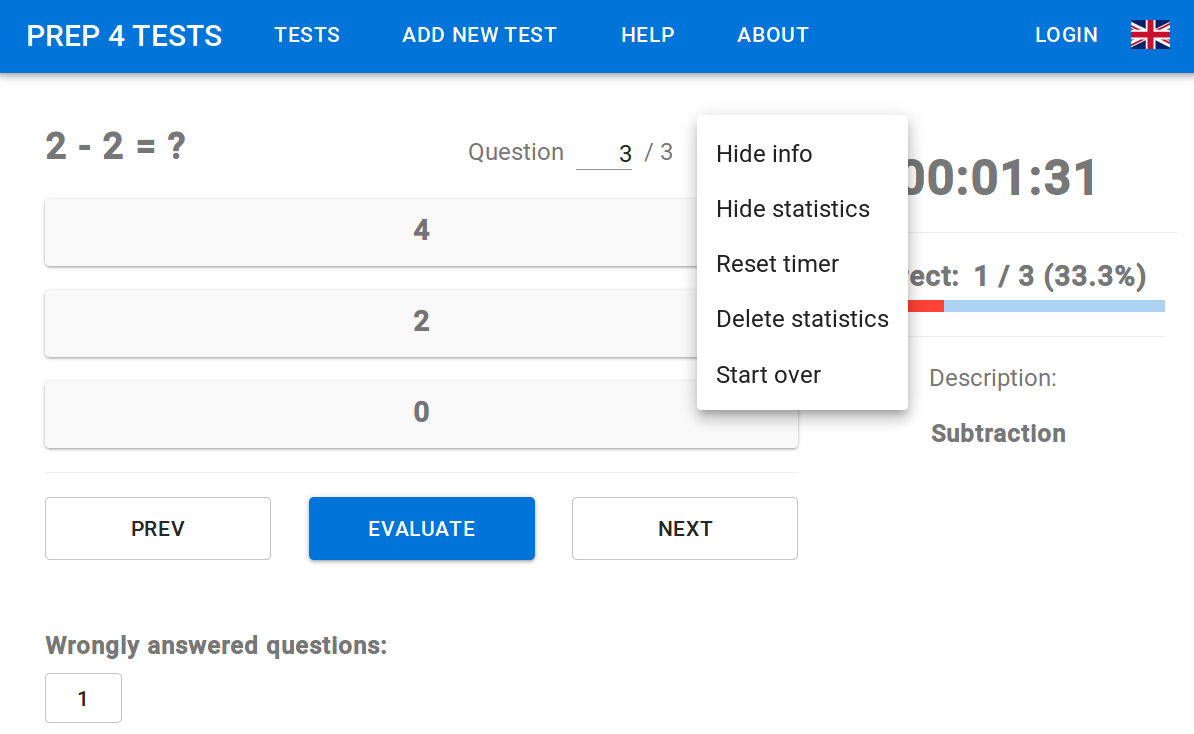 PREP 4 TESTS TESTS ADD NEW TEST HELP ABOUT LOGIN
2 - 2 = ?
Question 3 / 3
4
2
0
PREV EVALUATE NEXT
Wrongly answered questions:
1
Hide info
Hide statistics
Reset timer
Delete statistics
Start over
00:01:31
rect: 1 / 3 (33.3%)
Description:
Subtraction